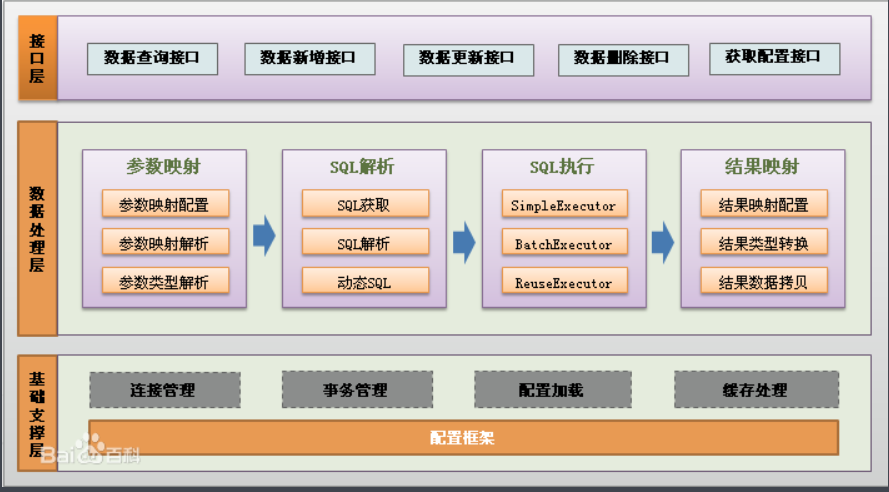 接口层
数据查询接口
数据新增接口
数据更新接口
数据删除接口
获取配置接口
数据处理层
参数映射
参数映射配置
参数映射解析
参数类型解析
SQL解析
SQL获取
SQL解析
动态SQL
SQL执行
SimpleExecutor
BatchExecutor
ReuseExecutor
结果映射
结果映射配置
结果类型转换
结果数据拷贝
基础支撑层
连接管理
事务管理
配置加载
缓存处理
配置框架
Bai百科